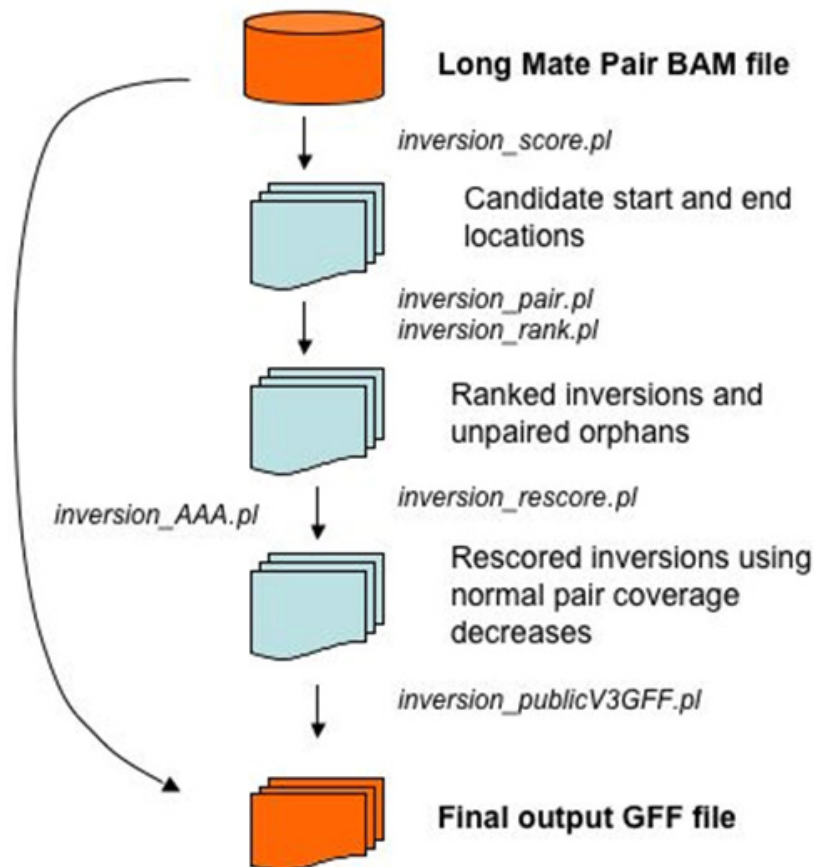 Long Mate Pair BAM file
inversion_score.pl
Candidate start and end
locations
inversion_pair.pl
inversion_rank.pl
Ranked inversions and
unpaired orphans
inversion_rescore.pl
inversion_AAA.pl
Rescored inversions using
normal pair coverage
decreases
inversion_publicV3GFF.pl
Final output GFF file